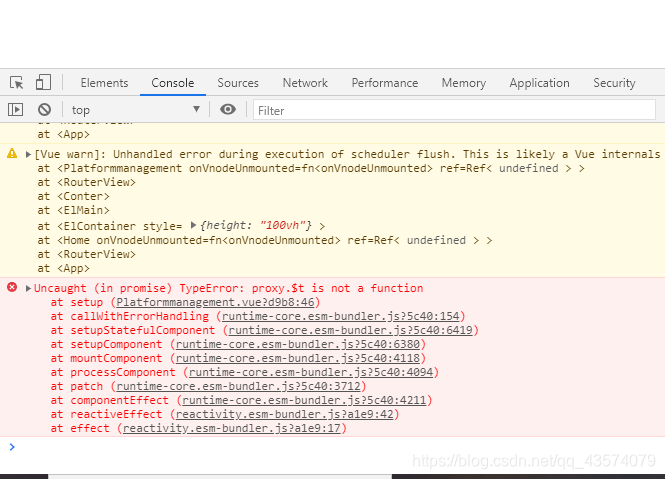 Elements Console Sources Network Performance Memory Application Security
top Filter
at <App>
[Vue warn]: Unhandled error during execution of scheduler flush. This is likely a Vue internals
at <Platformmanagement onVnodeUnmounted=fn<onVnodeUnmounted> ref=Ref< undefined > >
at <RouterView>
at <Conter>
at <ElMain>
at <ElContainer style= {height: "100vh"} >
at <Home onVnodeUnmounted=fn<onVnodeUnmounted> ref=Ref< undefined > >
at <RouterView>
at <App>
Uncaught (in promise) TypeError: proxy.$t is not a function
at setup (Platformmanagement.vue?d9b8:46)
at callWithErrorHandling (runtime-core.esm-bundler.js?5c40:154)
at setupStatefulComponent (runtime-core.esm-bundler.js?5c40:6419)
at setupComponent (runtime-core.esm-bundler.js?5c40:6380)
at mountComponent (runtime-core.esm-bundler.js?5c40:4118)
at processComponent (runtime-core.esm-bundler.js?5c40:4094)
at patch (runtime-core.esm-bundler.js?5c40:3712)
at componentEffect (runtime-core.esm-bundler.js?5c40:4211)
at reactiveEffect (reactivity.esm-bundler.js?a1e9:42)
at effect (reactivity.esm-bundler.js?a1e9:17)
https://blog.csdn.net/qq_43574079